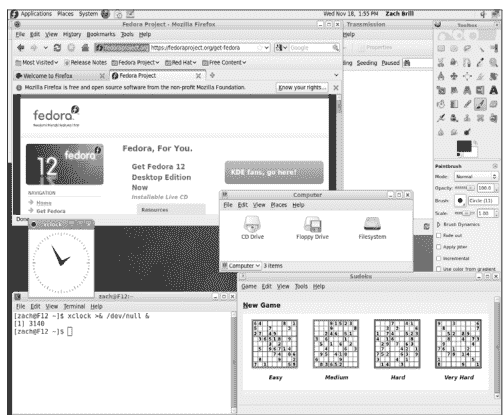 Applications Places System
Wed Nov 18, 1:55 PM Zach Brill
Fedora Project - Mozilla Firefox
File Edit View History Bookmarks Tools Help
https://fedoraproject.org/get-fedora
Google
Most Visited Release Notes Fedora Project Red Hat Free Content
Welcome to Firefox
Fedora Project
Mozilla Firefox is free and open source software from the non-profit Mozilla Foundation.
Know your rights...
fedora
12 fedora
Fedora, For You.
Get Fedora 12
Desktop Edition
Now
Installable Live CD
KDE fans, go here!
NAVIGATION
Home
Get Fedora
Resources
Done
Transmission
Help
Properties
Seeding Paused
Toolbox
Paintbrush
Mode: Normal
Opacity: 100.0
Brush: Circle (11)
Scale: 1.00
Brush Dynamics
Fade out
Apply jitter
Incremental
Use color from gradient
Computer
File Edit View Places Help
CD Drive
Floppy Drive
Filesystem
Computer 3 items
xclock
zach@F12:~
File Edit View Terminal Help
[zach@F12 ~]$ xclock >& /dev/null &
[1] 3140
[zach@F12 ~]$
Sudoku
Game Edit View Tools Help
New Game
Easy
Medium
Hard
Very Hard